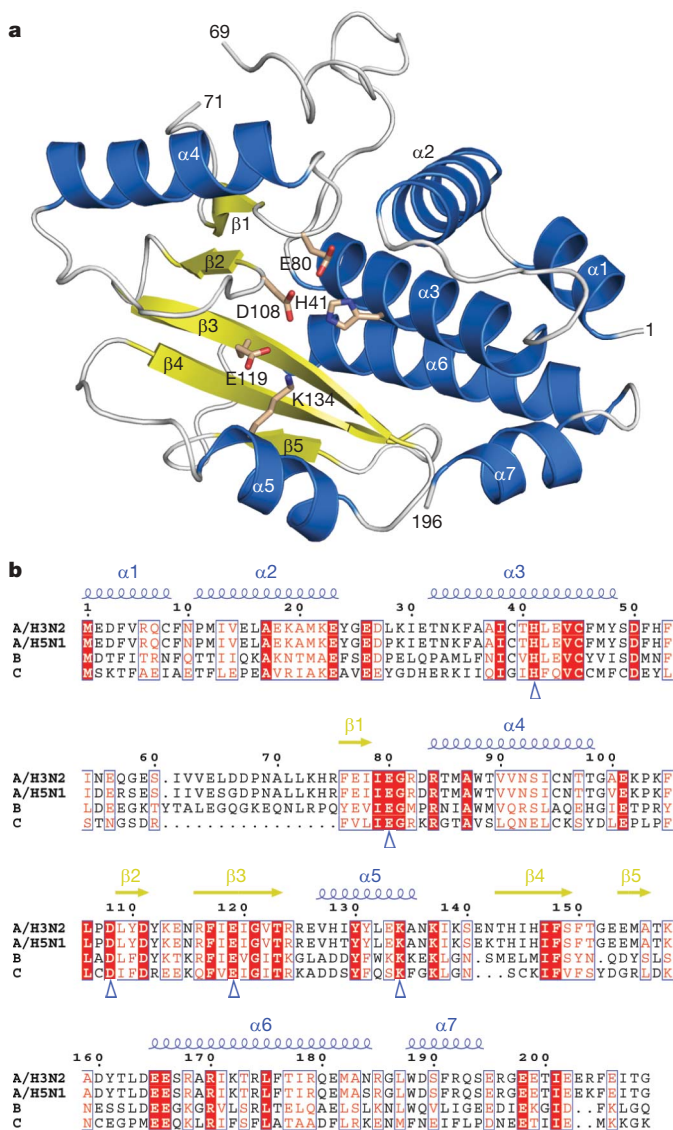 a
69
71
α4
α2
β1
β2
E80
α1
D108
H41
α3
1
β3
β4
α6
E119
K134
β5
α5
α7
196
b
α1 α2 α3
1 10 20 30 40 50
A/H3N2 MEDFVRQCFNPMIVELAEKAMKEYGEDLKIETNKFAAICTHLEVCFMYSDFHF
A/H5N1 MEDFVRQCFNPMIVELAEKAMKEYGEDPKIETNKFAAICTHLEVCFMYSDFHF
B MDTFITRNFQTTIIQKAKNTMAEFSEDPELQPAMLFNICVHLEVCYVISDMNF
C MSKTFAEIAETFLEPEAVRIAKEAVEEYGDHERKIIQIGIHFQVCCMFCDEYL
β1 α4
60 70 80 90 100
A/H3N2 INEQGES.IVVELDDPNALLKHRFEIIEGRDRTMAWTVVNSICNTTGAEKPKF
A/H5N1 IDERSES.IIVESGDPNALLKHRFEIIEGRDRTMAWTVVNSICNTTGVEKPKF
B LDEEGKTYTALEGQGKEQNLRPQYEVIEGMPRNIAWMVQRSLAQEHGIETPRY
C STNGSDR................FVLIEGRKRGTAVSLQNELCKSYDLEPLPF
β2 β3 α5 β4 β5
110 120 130 140 150
A/H3N2 LPDLYDYKENRFIEIGVTRREVHIYYLEKANKIKSENTHIHIFSFTGEEMATK
A/H5N1 LPDLYDYKENRFIEIGVTRREVHTYYLEKANKIKSEKTHIHIFSFTGEEMATK
B LADLFDYKTKRFIEVGITKGLADDYFWKKKEKLGN.SMELMIFSYN.QDYSLS
C LCDIFDREEKQFVEIGITRKADDSYFQSKFGKLGN...SCKIFVFSYDGRLDK
α6 α7
160 170 180 190 200
A/H3N2 ADYTLDEESRARIKTRLFTIRQEMANRGLWDSFRQSERGEETIEERFEITG
A/H5N1 ADYTLDEESRARIKTRLFTIRQEMASRGLWDSFRQSERGEETIEEKFEITG
B NESSLDEEGKGRVLSRLTELQAELSLKNLWQVLIGEEDIEKGID..FKLGQ
C